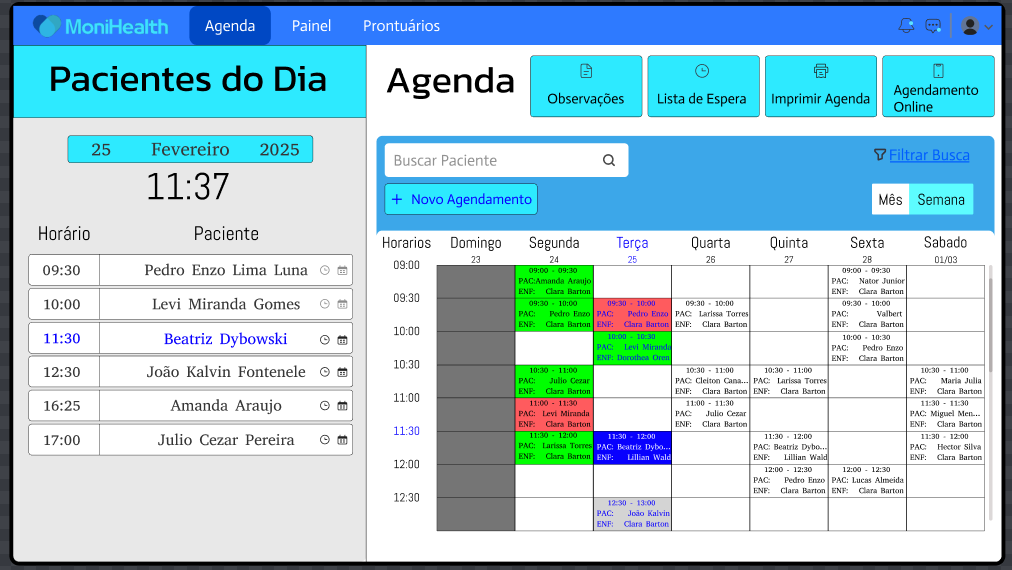 MoniHealth
Agenda
Painel
Prontuários
Pacientes do Dia
25 Fevereiro 2025
11:37
Horário Paciente
09:30 Pedro Enzo Lima Luna
10:00 Levi Miranda Gomes
11:30 Beatriz Dybowski
12:30 João Kalvin Fontenele
16:25 Amanda Araujo
17:00 Julio Cezar Pereira
Agenda
Observações
Lista de Espera
Imprimir Agenda
Agendamento
Online
Buscar Paciente
Filtrar Busca
+ Novo Agendamento
Mês Semana
Horarios Domingo Segunda Terça Quarta Quinta Sexta Sabado
23 24 25 26 27 28 01/03
09:00
09:00 - 09:30
PAC:Amanda Araujo
ENF: Clara Barton
09:00 - 09:30
PAC: Nator Junior
ENF: Clara Barton
09:30
09:30 - 10:00
PAC: Pedro Enzo
ENF: Clara Barton
09:30 - 10:00
PAC: Pedro Enzo
ENF: Clara Barton
09:30 - 10:00
PAC: Larissa Torres
ENF: Clara Barton
09:30 - 10:00
PAC: Valbert
ENF: Clara Barton
10:00
10:00 - 10:30
PAC: Levi Miranda
ENF: Dorothea Oren
10:00 - 10:30
PAC: Pedro Enzo
ENF: Clara Barton
10:30
10:30 - 11:00
PAC: Julio Cezar
ENF: Clara Barton
10:30 - 11:00
PAC: Cleiton Cana...
ENF: Clara Barton
10:30 - 11:00
PAC: Larissa Torres
ENF: Clara Barton
10:30 - 11:00
PAC: Maria Julia
ENF: Clara Barton
11:00
11:00 - 11:30
PAC: Levi Miranda
ENF: Clara Barton
11:00 - 11:30
PAC: Julio Cezar
ENF: Clara Barton
11:30 - 11:30
PAC: Miguel Men...
ENF: Clara Barton
11:30
11:30 - 12:00
PAC: Larissa Torres
ENF: Clara Barton
11:30 - 12:00
PAC: Beatriz Dybo...
ENF: Lillian Wald
11:30 - 12:00
PAC: Beatriz Dybo...
ENF: Lillian Wald
11:30 - 12:00
PAC: Hector Silva
ENF: Clara Barton
12:00
12:00 - 12:30
PAC: Pedro Enzo
ENF: Clara Barton
12:00 - 12:30
PAC: Lucas Almeida
ENF: Clara Barton
12:30
12:30 - 13:00
PAC: João Kalvin
ENF: Clara Barton